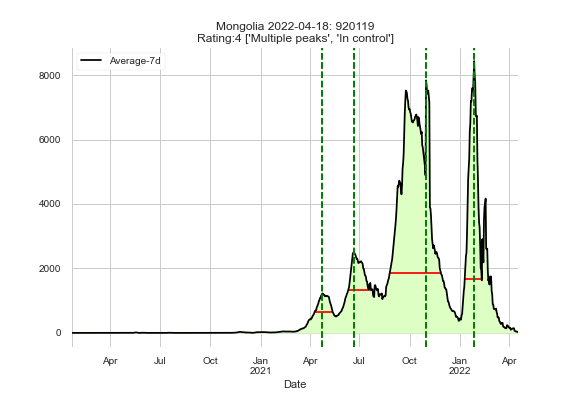 Mongolia 2022-04-18: 920119
Rating:4 ['Multiple peaks', 'In control']
Average-7d
8000
6000
4000
2000
0
Apr Jul Oct Jan Apr Jul Oct Jan Apr
2021 2022
Date